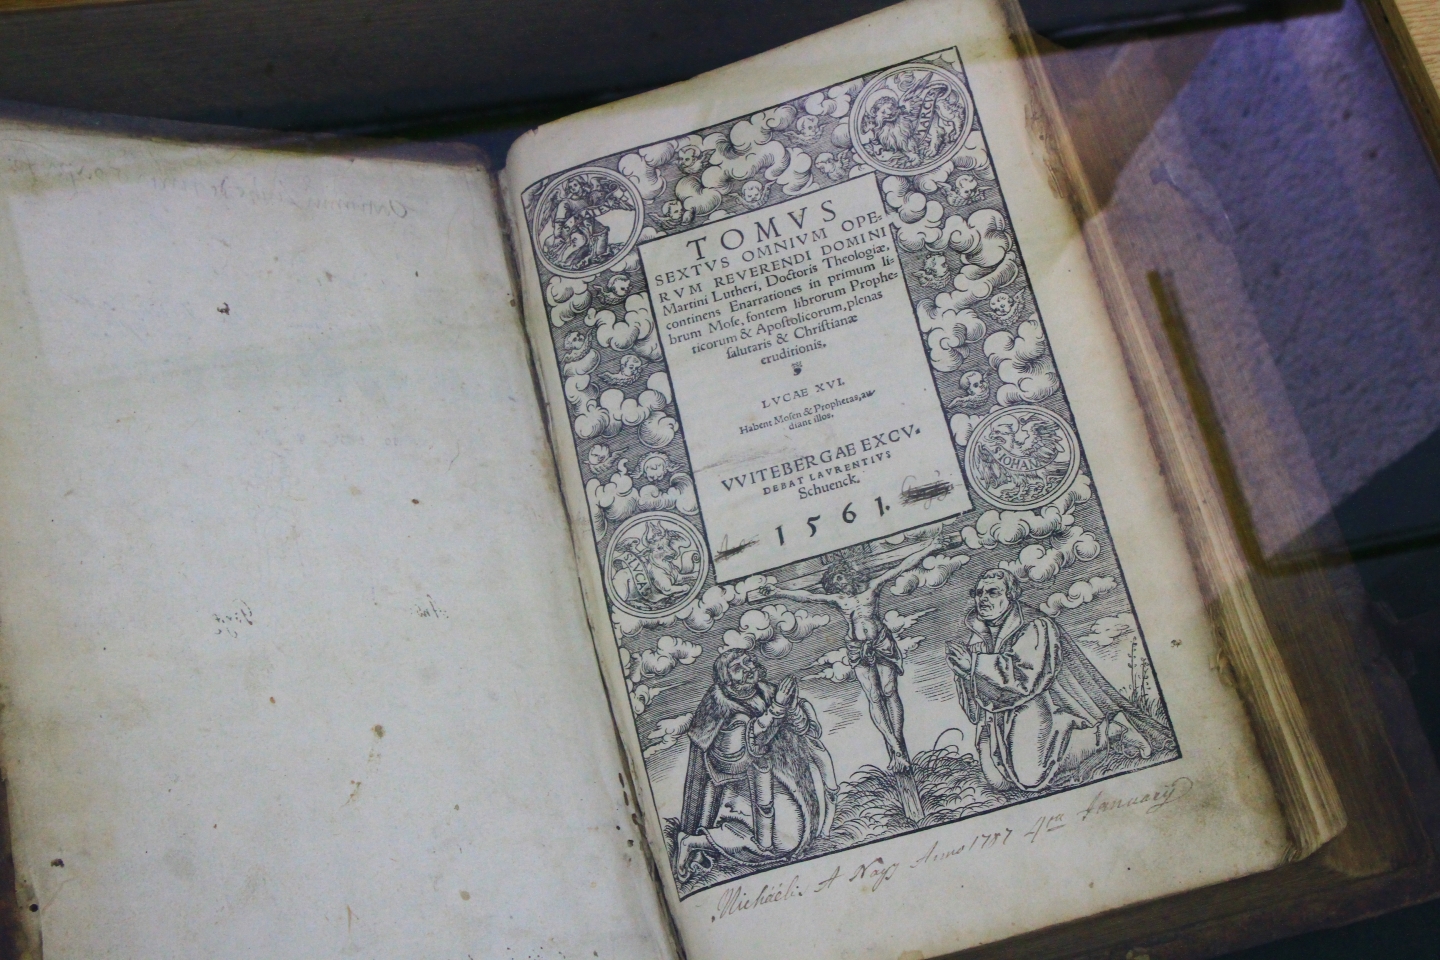 TOMVS
SEXTVS OMNIVM OPE-
RVM REVERENDI DOMINI
Martini Lutheri, Doctoris Theologiæ,
continens Enarrationes in primum li-
brum Mose, fontem librorum Prophe-
ticorum & Apostolicorum, plenas
salutaris & Christianæ
eruditionis.
LVCAE XVI.
Habent Mosen & Prophetas, au-
diant illos.
VVITEBERGAE EXCV-
DEBAT LAVRENTIVS
Schuenck.
1561.
LVCA
S IOHAN
Michaëlis A Nagy Anno 1787 4ta January